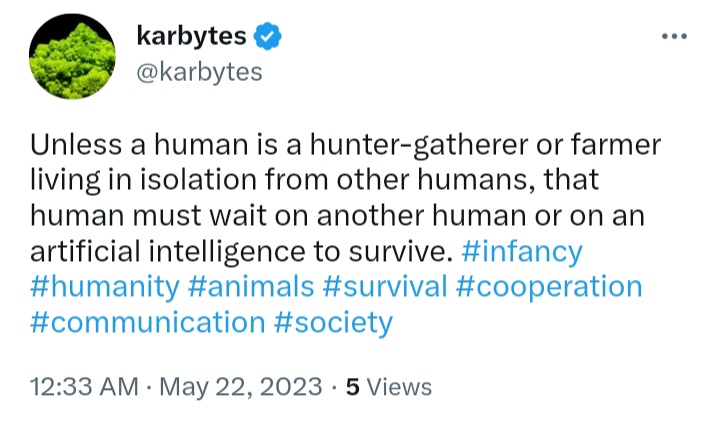 karbytes
@karbytes
Unless a human is a hunter-gatherer or farmer
living in isolation from other humans, that
human must wait on another human or on an
artificial intelligence to survive. #infancy
#humanity #animals #survival #cooperation
#communication #society
12:33 AM · May 22, 2023 · 5 Views